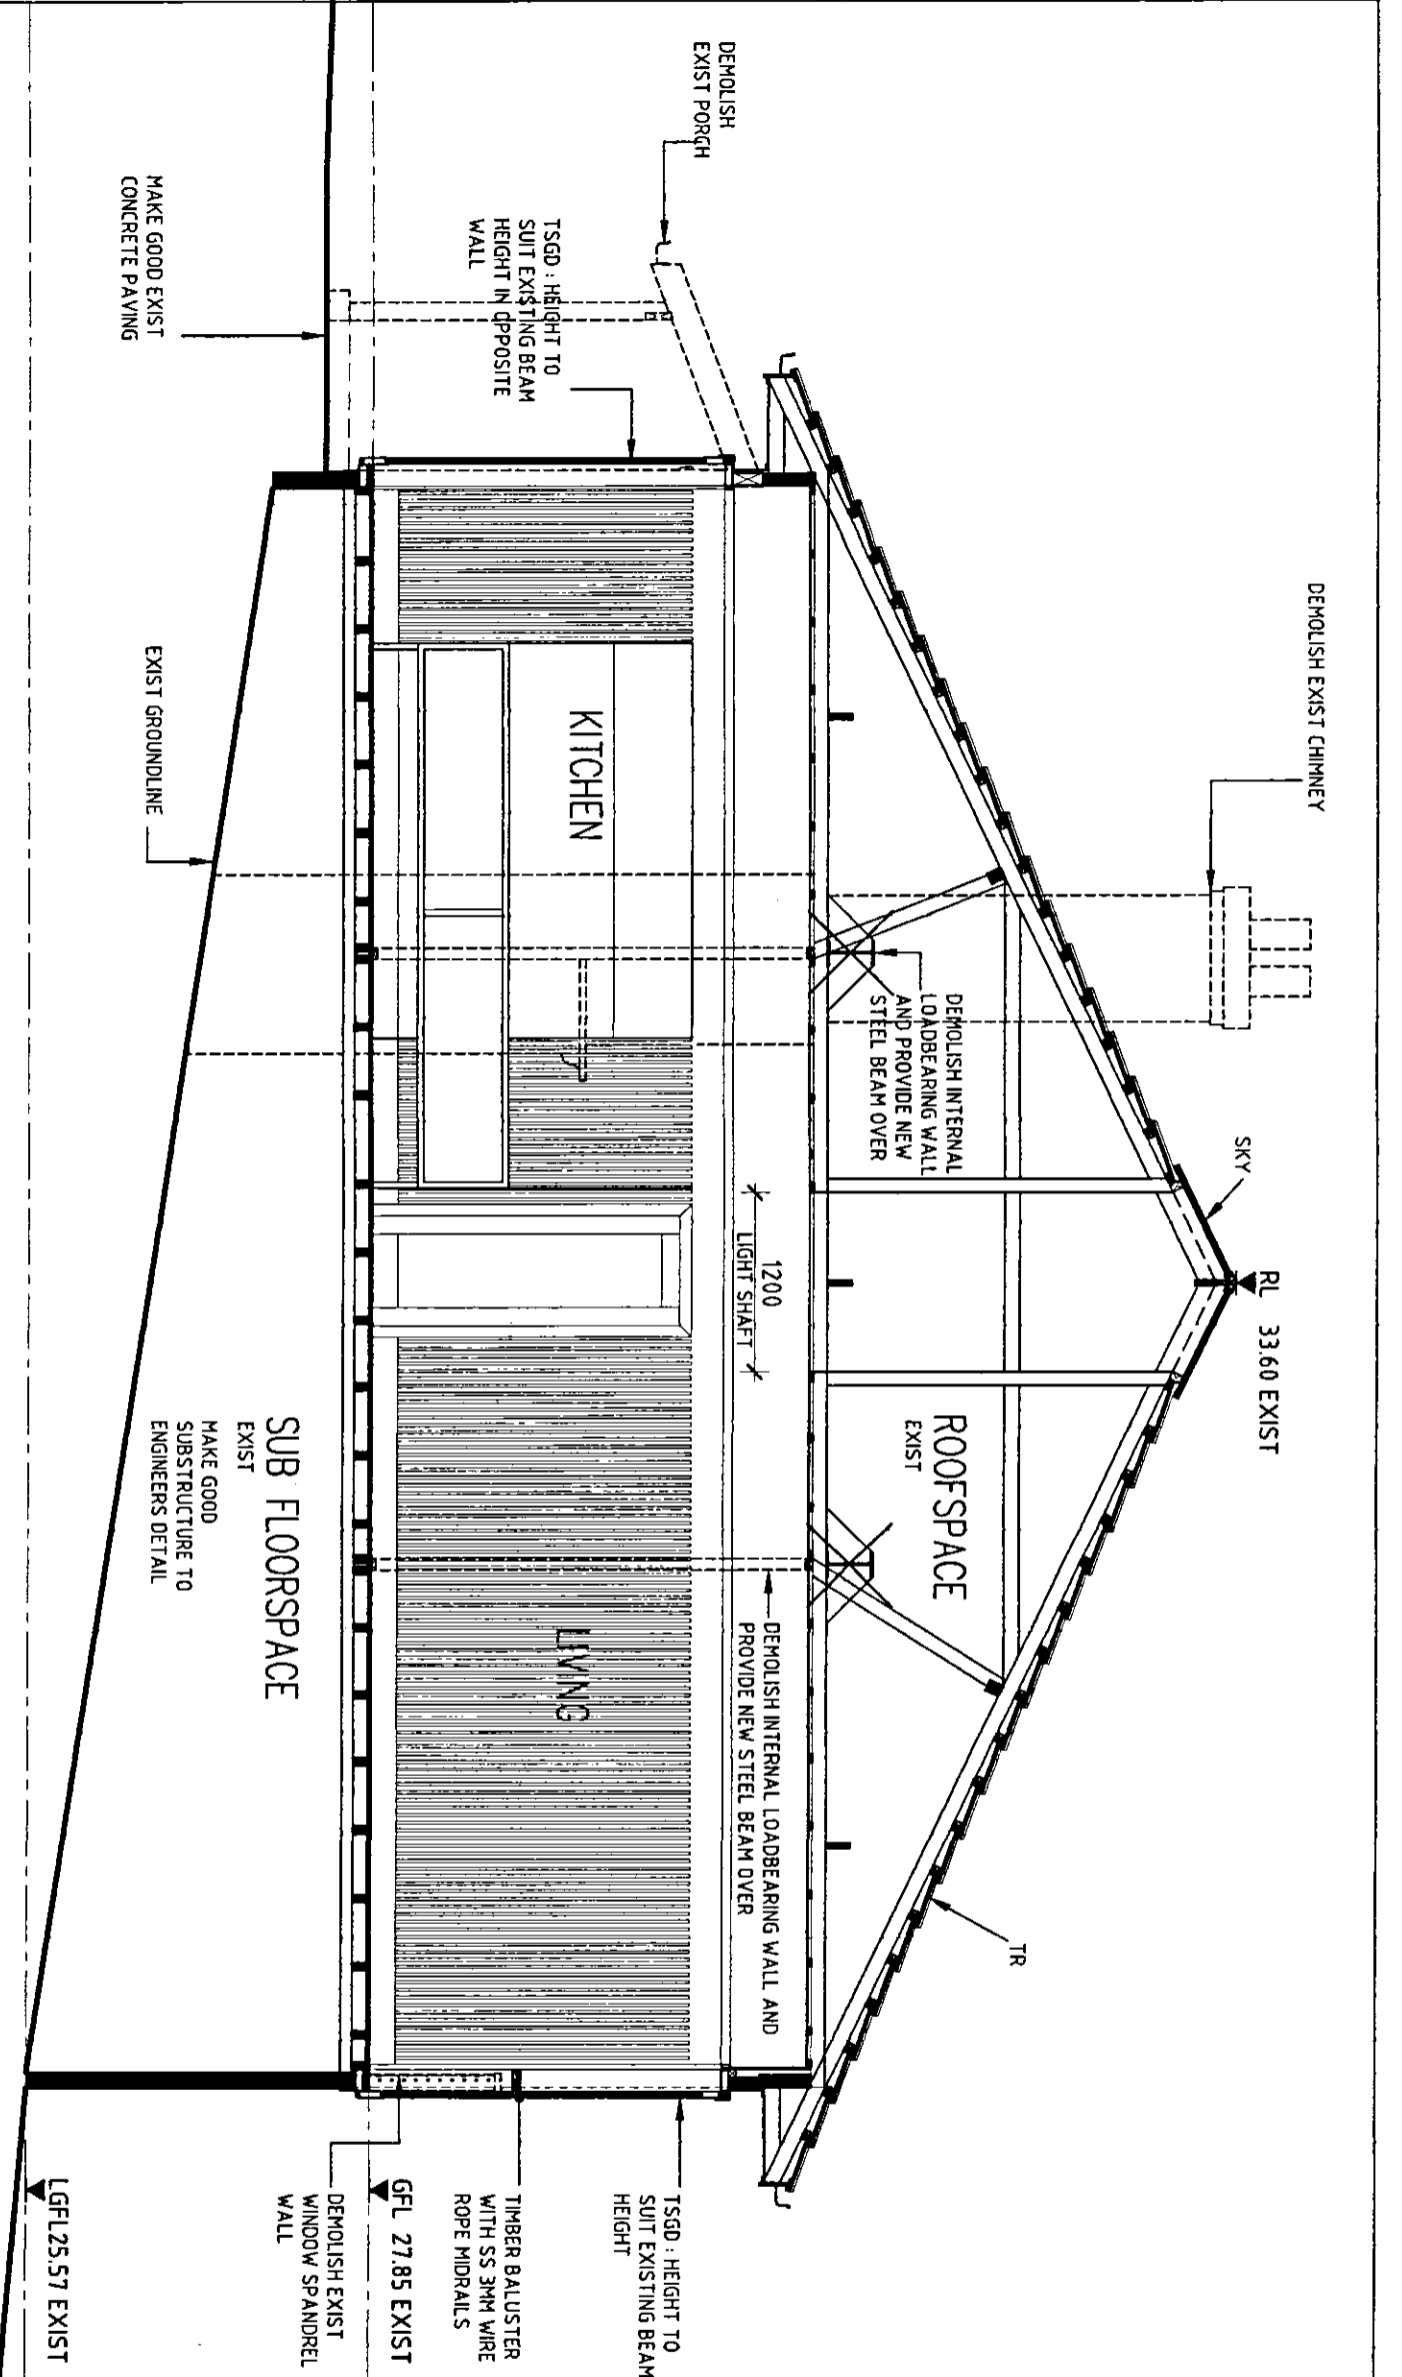 DEMOLISH EXIST CHIMNEY
SKY
RL 33.60 EXIST
DEMOLISH
EXIST PORCH
DEMOLISH INTERNAL
LOADBEARING WALL
AND PROVIDE NEW
STEEL BEAM OVER
ROOFSPACE
EXIST
TR
TSGD : HEIGHT TO
SUIT EXISTING BEAM
HEIGHT IN OPPOSITE
WALL
1200
LIGHT SHAFT
DEMOLISH INTERNAL LOADBEARING WALL AND
PROVIDE NEW STEEL BEAM OVER
KITCHEN
LIVING
TSGD : HEIGHT TO
SUIT EXISTING BEAM
HEIGHT
TIMBER BALUSTER
WITH SS 3MM WIRE
ROPE MIDRAILS
GFL 27.85 EXIST
DEMOLISH EXIST
WINDOW SPANDREL
WALL
MAKE GOOD EXIST
CONCRETE PAVING
EXIST GROUNDLINE
SUB FLOORSPACE
EXIST
MAKE GOOD
SUBSTRUCTURE TO
ENGINEERS DETAIL
LGFL25.57 EXIST